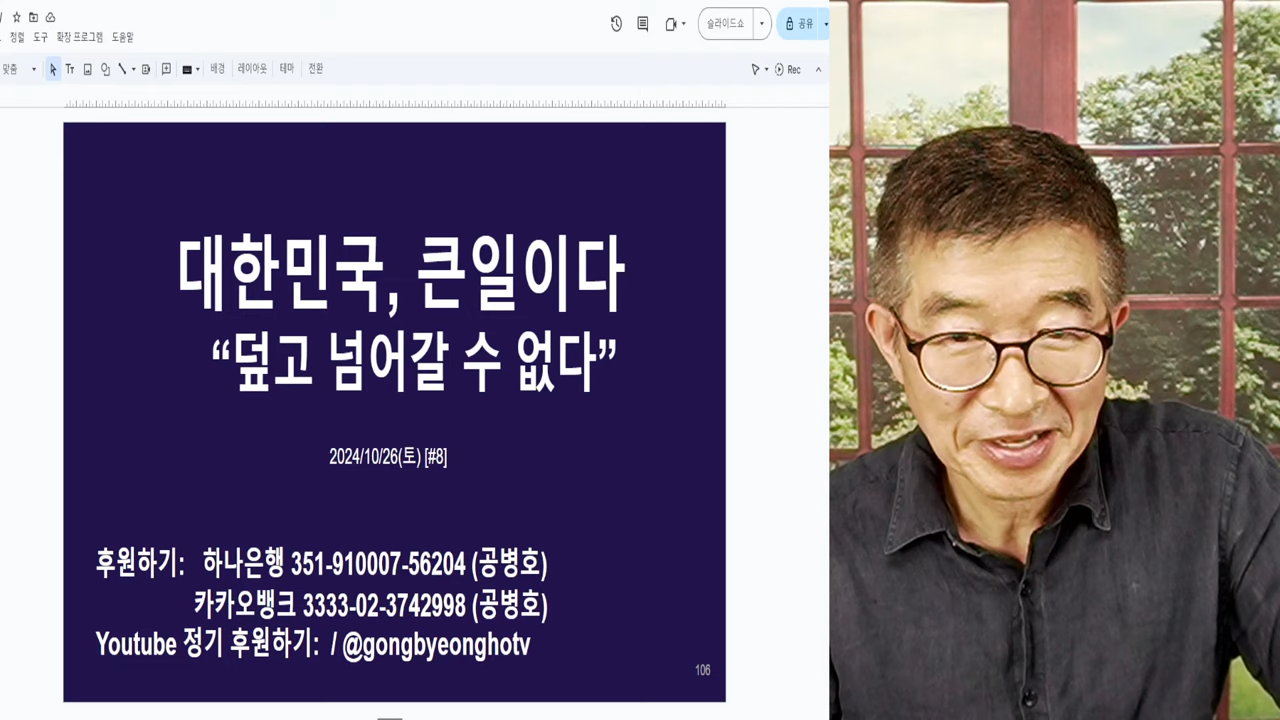 슬라이드쇼
공유
정렬 도구 확장 프로그램 도움말
맞춤 Tт 배경 레이아웃 테마 전환 Rec
대한민국, 큰일이다
“덮고 넘어갈 수 없다”
2024/10/26(토) [#8]
후원하기: 하나은행 351-910007-56204 (공병호)
카카오뱅크 3333-02-3742998 (공병호)
Youtube 정기 후원하기: / @gongbyeonghotv
106